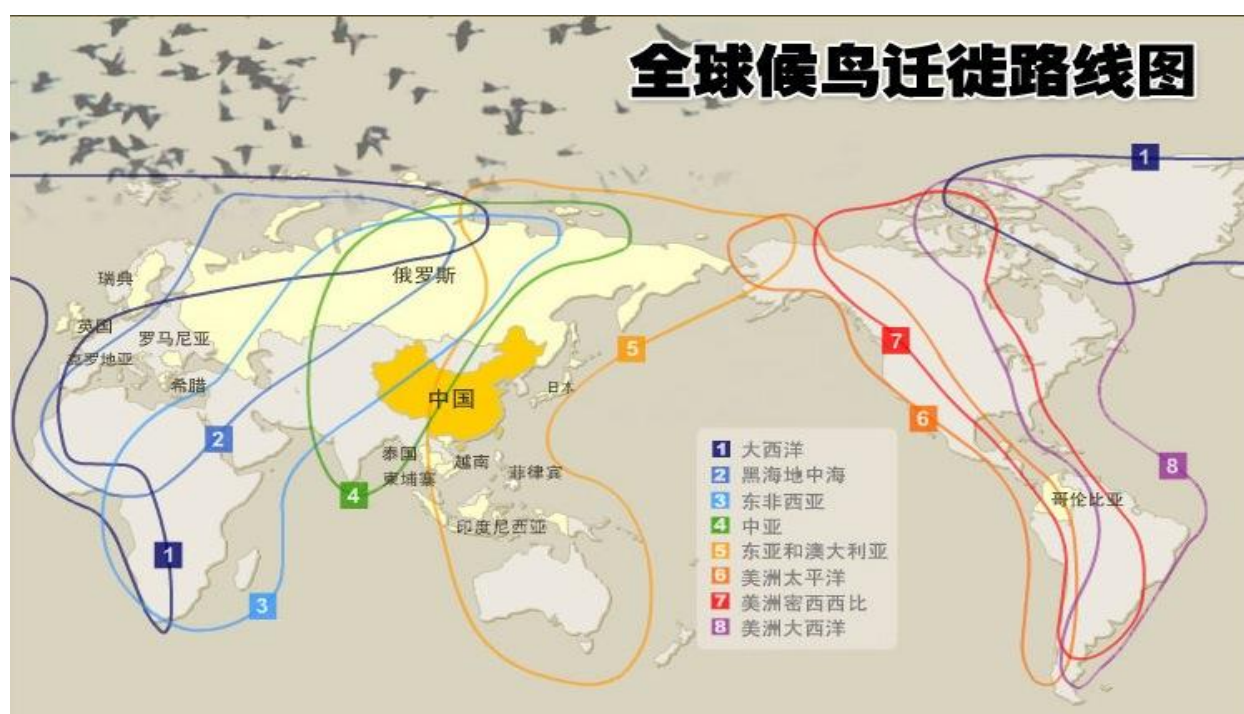 全球候鸟迁徙路线图
1
瑞典
俄罗斯
英国
罗马尼亚
克罗地亚
希腊
中国
日本
5
7
6
2
泰国
越南
柬埔寨
菲律宾
4
印度尼西亚
哥伦比亚
8
1
3
1 大西洋
2 黑海地中海
3 东非西亚
4 中亚
5 东亚和澳大利亚
6 美洲太平洋
7 美洲密西西比
8 美洲大西洋